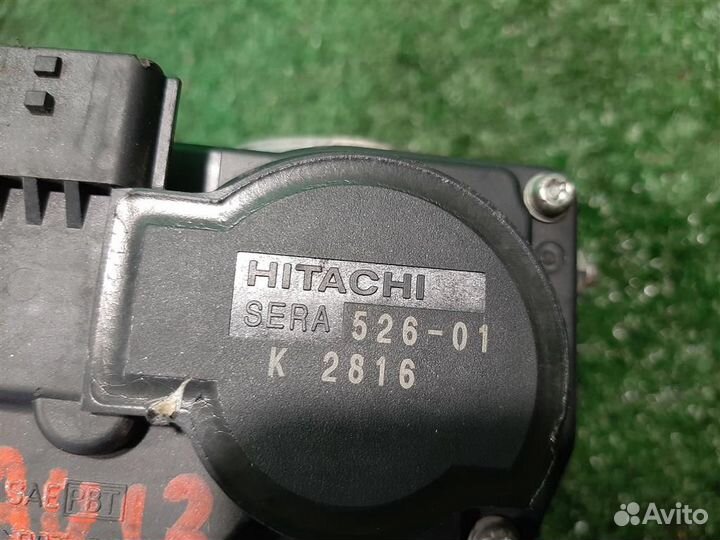 HITACHI
SERA 526-01
K 2816
SAE PBT
Avito